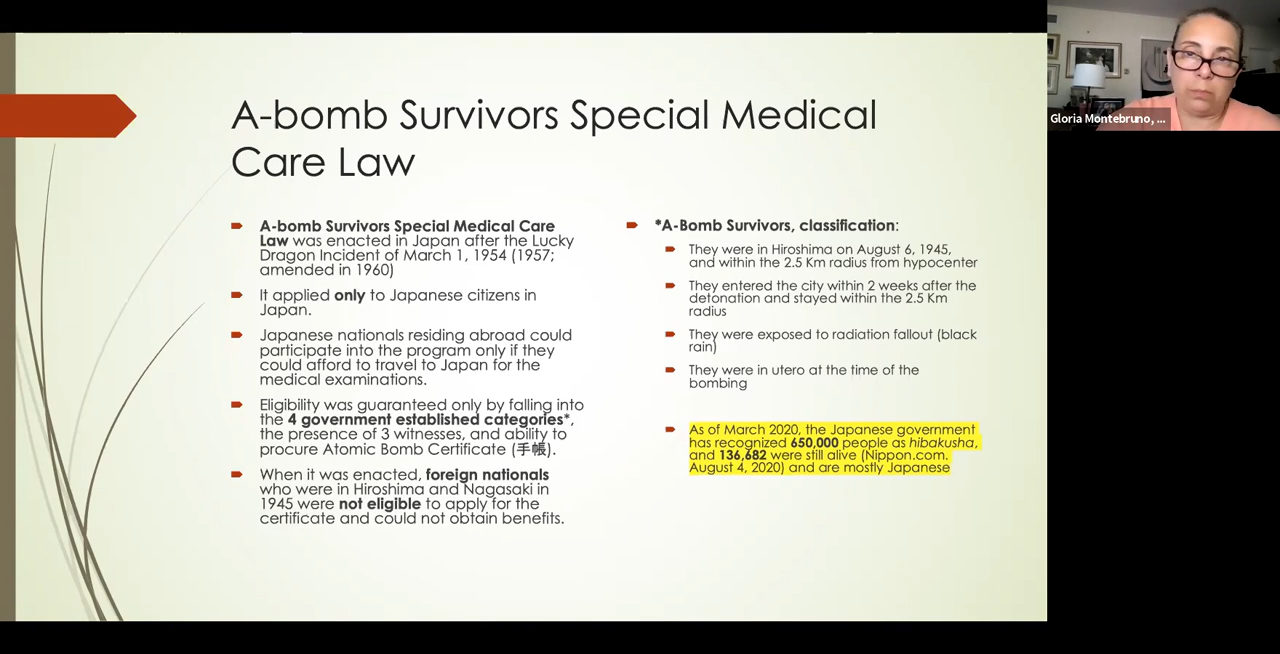 A-bomb Survivors Special Medical
Care Law
A-bomb Survivors Special Medical Care
Law was enacted in Japan after the Lucky
Dragon Incident of March 1, 1954 (1957;
amended in 1960)
It applied only to Japanese citizens in
Japan.
Japanese nationals residing abroad could
participate into the program only if they
could afford to travel to Japan for the
medical examinations.
Eligibility was guaranteed only by falling into
the 4 government established categories*,
the presence of 3 witnesses, and ability to
procure Atomic Bomb Certificate (手帳).
When it was enacted, foreign nationals
who were in Hiroshima and Nagasaki in
1945 were not eligible to apply for the
certificate and could not obtain benefits.
*A-Bomb Survivors, classification:
They were in Hiroshima on August 6, 1945,
and within the 2.5 Km radius from hypocenter
They entered the city within 2 weeks after the
detonation and stayed within the 2.5 Km
radius
They were exposed to radiation fallout (black
rain)
They were in utero at the time of the
bombing
As of March 2020, the Japanese government
has recognized 650,000 people as hibakusha,
and 136,682 were still alive (Nippon.com.
August 4, 2020) and are mostly Japanese
Gloria Montebruno, ...